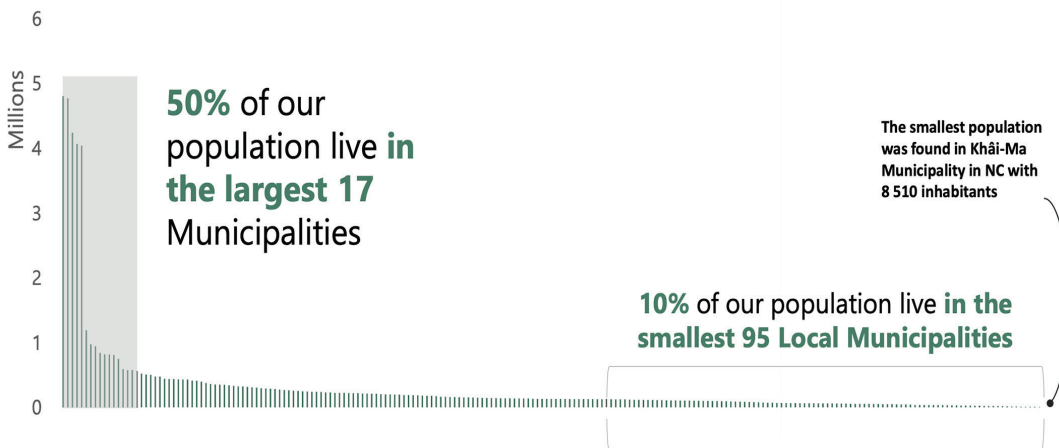 6
Millions
5
4
3
2
1
0
50% of our
population live in
the largest 17
Municipalities
The smallest population
was found in Khâi-Ma
Municipality in NC with
8 510 inhabitants
10% of our population live in the
smallest 95 Local Municipalities